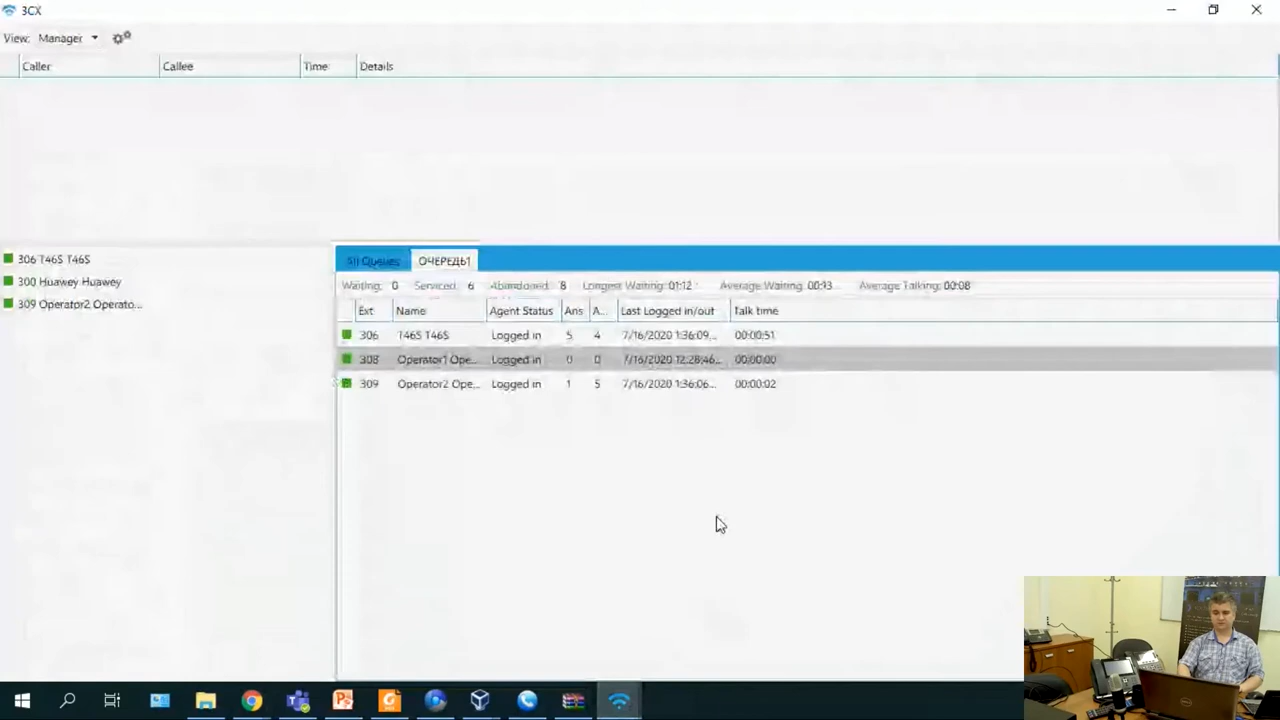 3CX
View: Manager
Caller Callee Time Details
306 T46S T46S
300 Huawey Huawey
309 Operator2 Operato...
All Queues ОЧЕРЕДЬ1
Waiting: 0 Serviced: 6 Abandoned: 8 Longest Waiting: 01:12 Average Waiting: 00:13... Average Talking: 00:08
Ext Name Agent Status Ans A... Last Logged in/out Talk time
306 T46S T46S Logged in 5 4 7/16/2020 1:36:09... 00:00:51
308 Operator1 Ope... Logged in 0 0 7/16/2020 12:28:46... 00:00:00
309 Operator2 Ope... Logged in 1 5 7/16/2020 1:36:06... 00:00:02